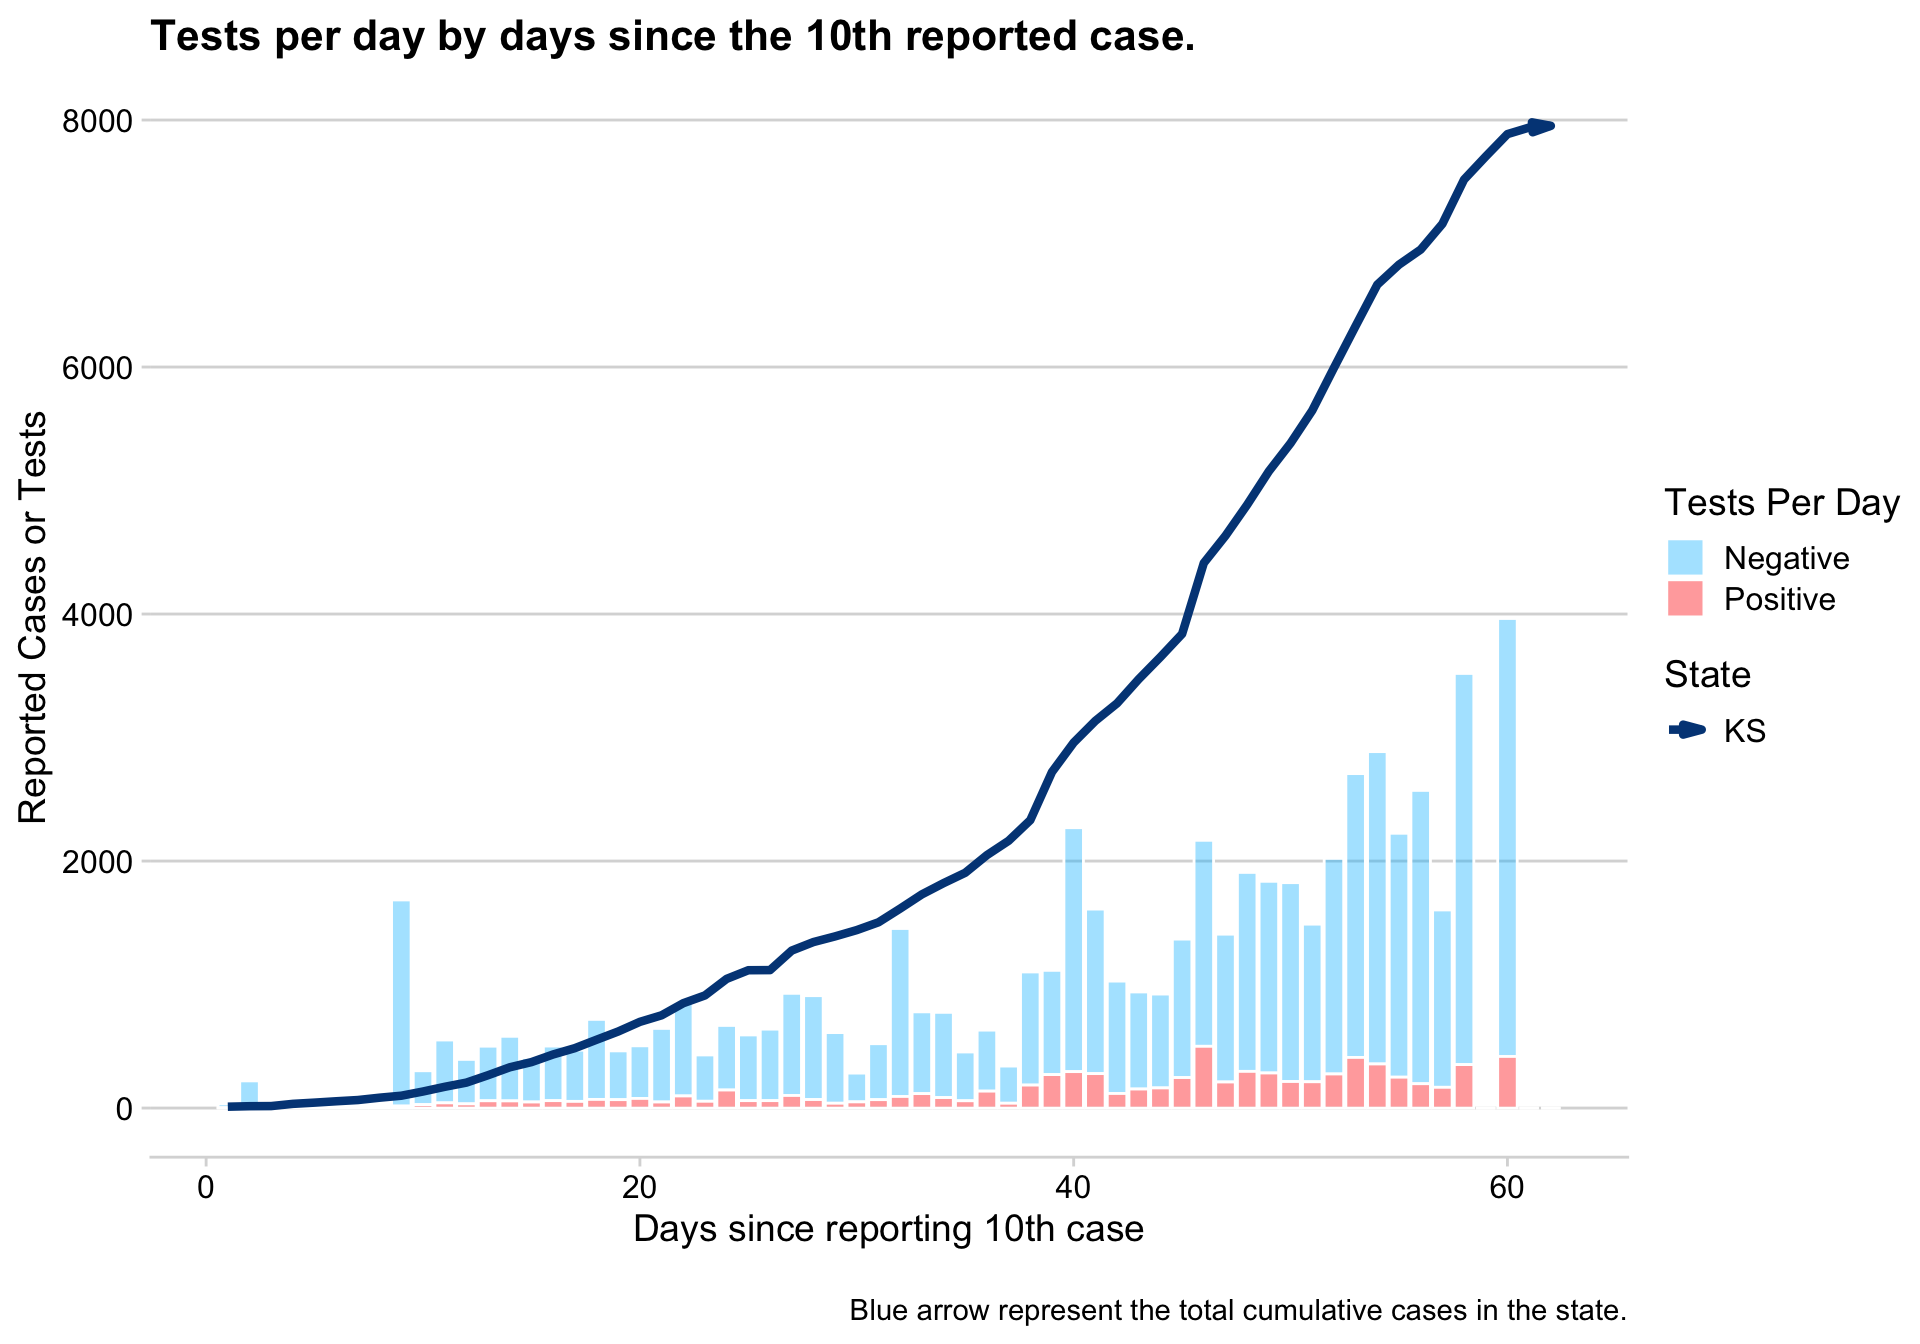 Tests per day by days since the 10th reported case.
8000
6000
4000
2000
0
Reported Cases or Tests
0
20
40
60
Days since reporting 10th case
Tests Per Day
Negative
Positive
State
KS
Blue arrow represent the total cumulative cases in the state.